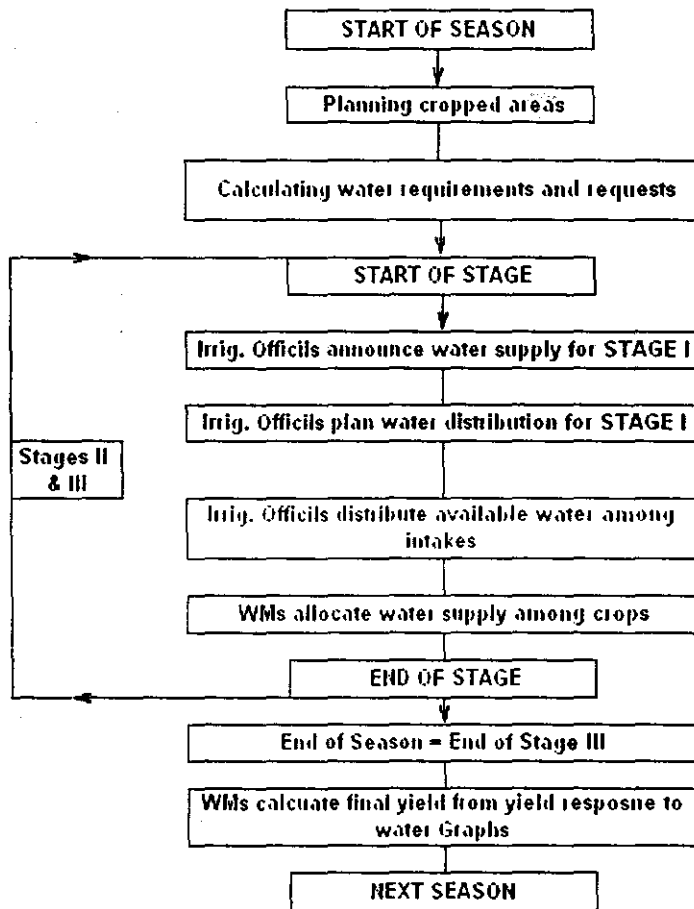 START OF SEASON
Planning cropped areas
Calculating water requirements and requests
START OF STAGE
Irrig. Officils announce water supply for STAGE I
Irrig. Officils plan water distribution for STAGE I
Stages II
& III
Irrig. Officils distribute available water among
intakes
WMs allocate water supply among crops
END OF STAGE
End of Season = End of Stage III
WMs calcuate final yield from yield resposne to
water Graphs
NEXT SEASON